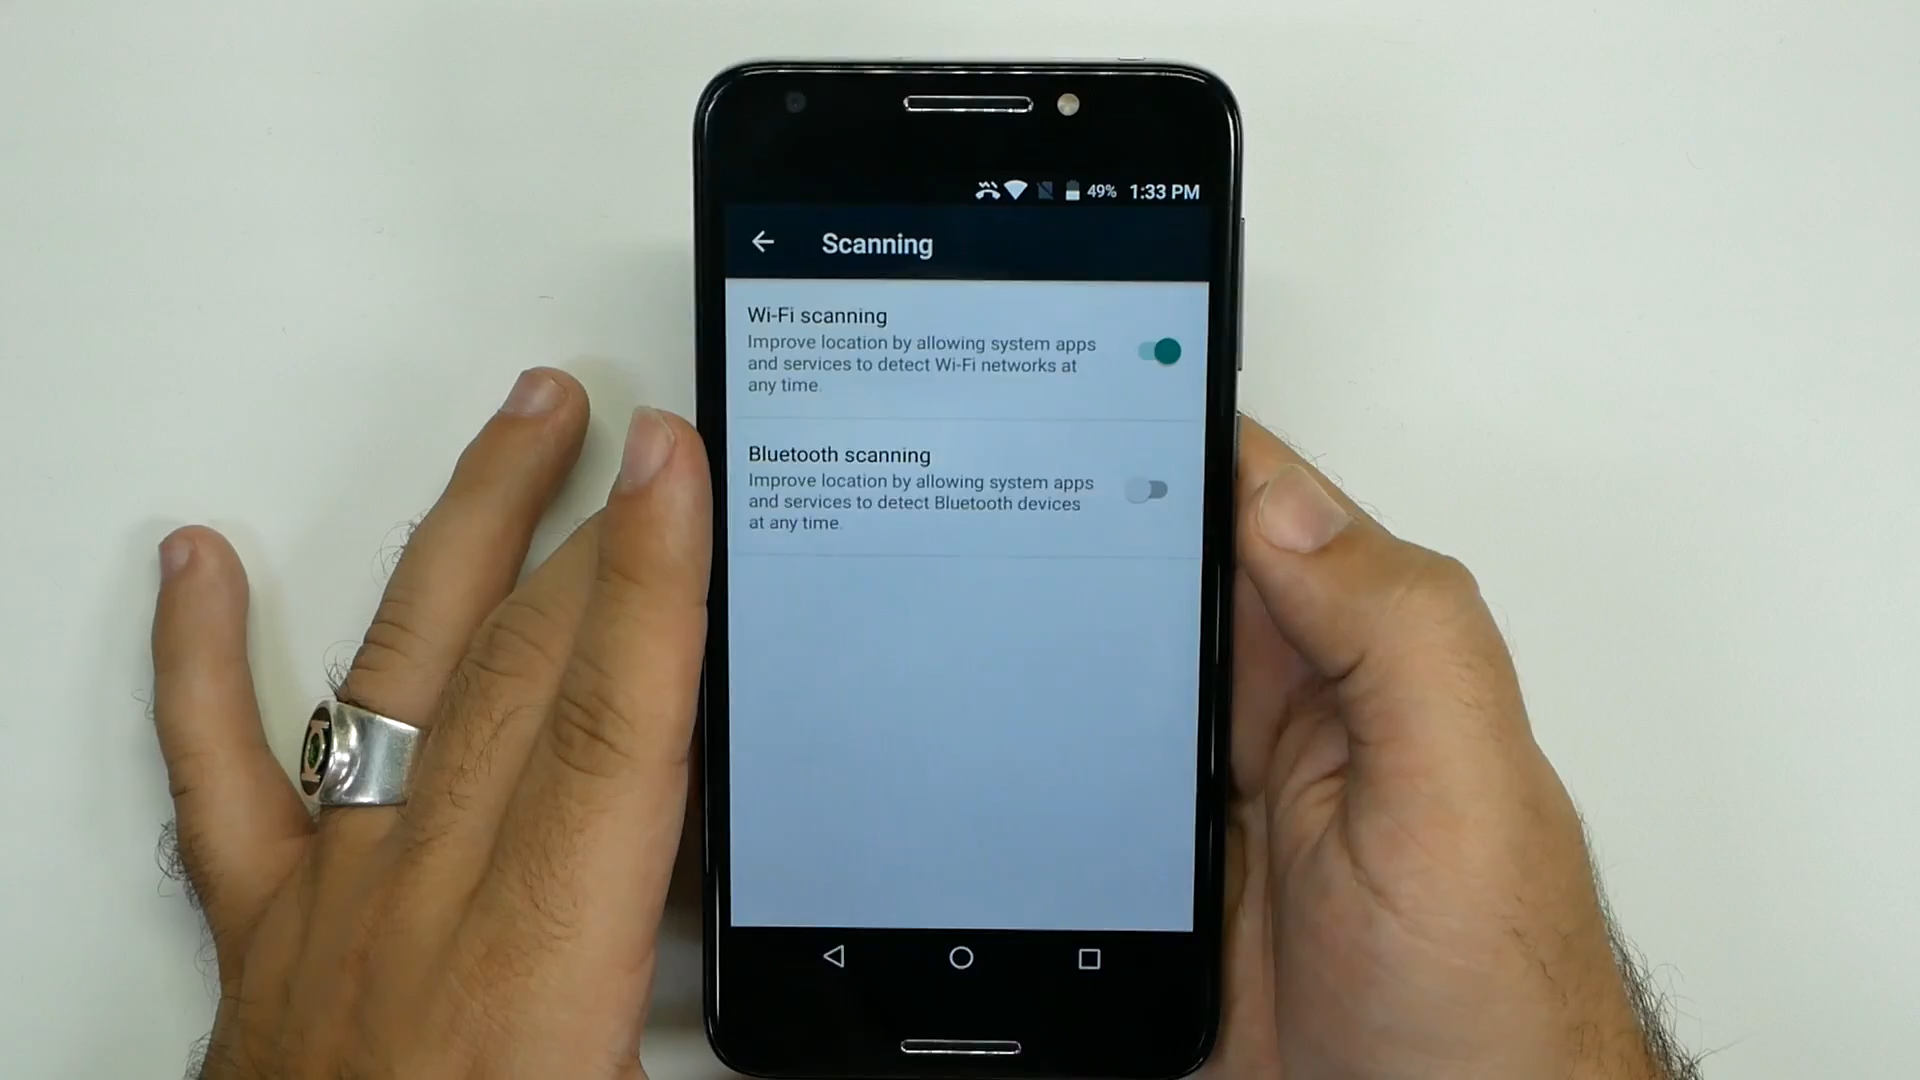 49% 1:33 PM
Scanning
Wi-Fi scanning
Improve location by allowing system apps
and services to detect Wi-Fi networks at
any time.
Bluetooth scanning
Improve location by allowing system apps
and services to detect Bluetooth devices
at any time.